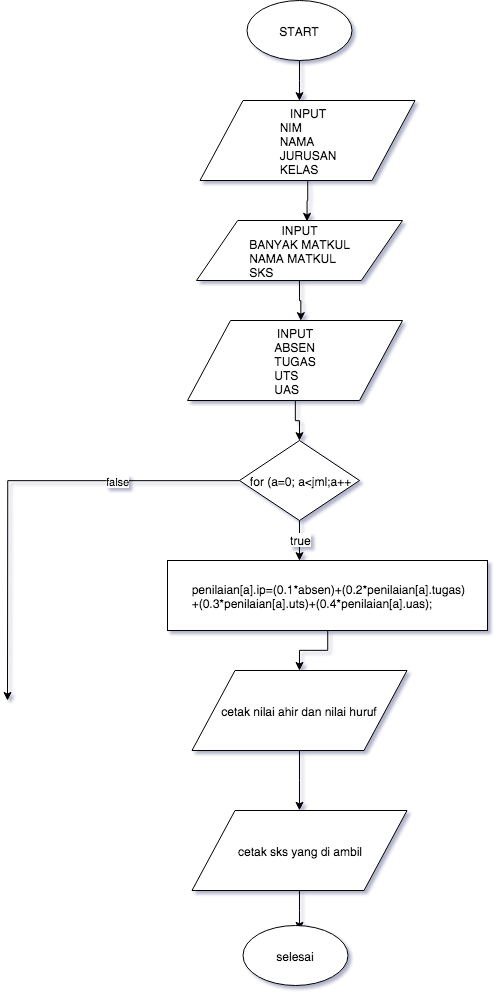 START
INPUT
NIM
NAMA
JURUSAN
KELAS
INPUT
BANYAK MATKUL
NAMA MATKUL
SKS
INPUT
ABSEN
TUGAS
UTS
UAS
for (a=0; a<jml;a++
false
true
penilaian[a].ip=(0.1*absen)+(0.2*penilaian[a].tugas)
+(0.3*penilaian[a].uts)+(0.4*penilaian[a].uas);
cetak nilai ahir dan nilai huruf
cetak sks yang di ambil
selesai